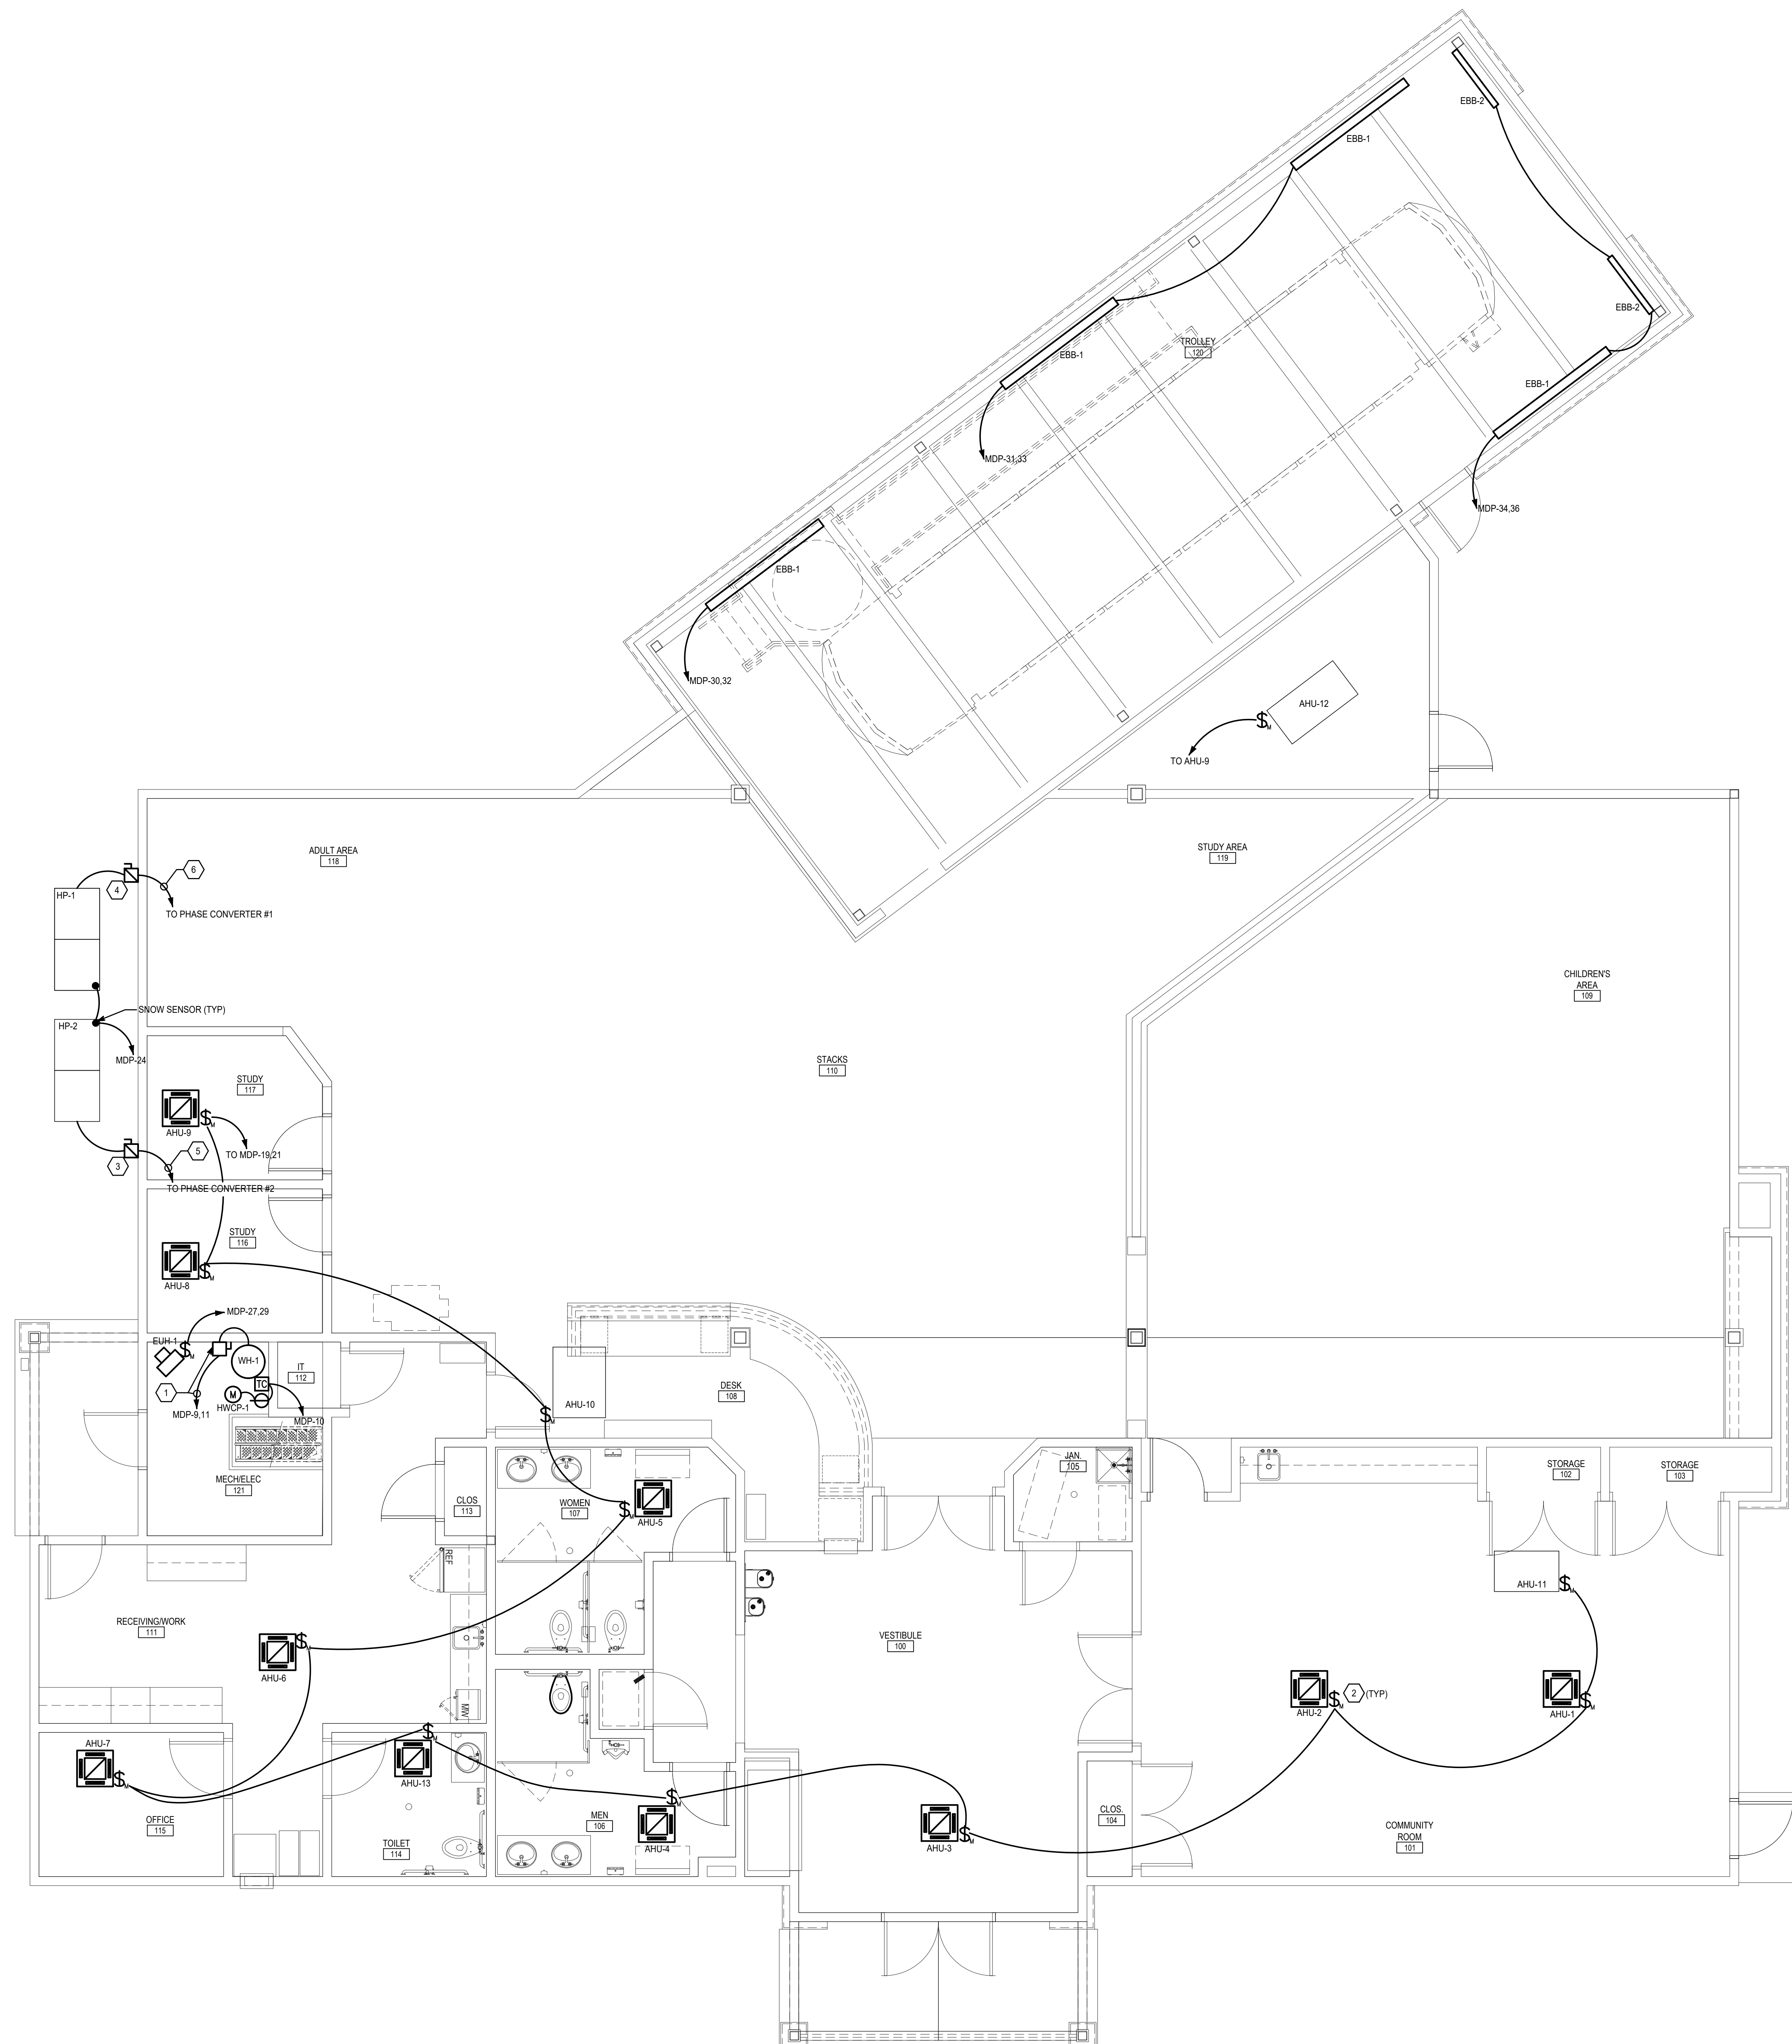 EBB-2
EBB-1
EBB-2
EBB-1
TROLLEY
120
EBB-1
MDP-31,33
MDP-34,36
EBB-1
MDP-30,32
AHU-12
$M
TO AHU-9
ADULT AREA
118
STUDY AREA
119
6
4
HP-1
TO PHASE CONVERTER #1
CHILDREN'S
AREA
109
SNOW SENSOR (TYP)
HP-2
MDP-24
STACKS
110
STUDY
117
$M
AHU-9
TO MDP-19,21
5
3
TO PHASE CONVERTER #2
STUDY
116
$M
AHU-8
MDP-27,29
EUH-1
$M
WH-1
IT
112
TC
1
M
HWCP-1
MDP-9,11
MDP-10
DESK
108
AHU-10
$M
MECH/ELEC
121
JAN.
105
STORAGE
102
STORAGE
103
CLOS
113
WOMEN
107
$M
AHU-5
REF
AHU-11
$M
RECEIVING/WORK
111
$M
AHU-6
VESTIBULE
100
MW
$M
2
(TYP)
AHU-2
$M
AHU-1
AHU-7
$M
$M
AHU-13
$M
AHU-4
MEN
106
AHU-3
$M
OFFICE
115
TOILET
114
CLOS.
104
COMMUNITY
ROOM
101